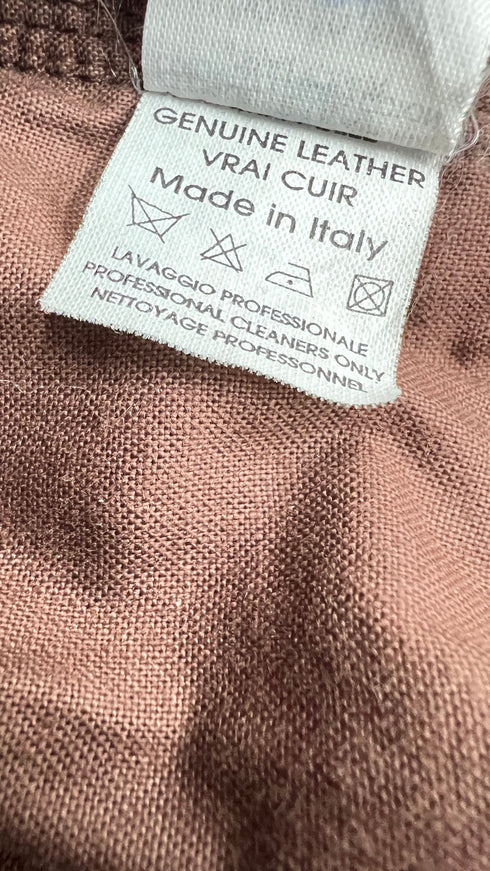 GENUINE LEATHER
VRAI CUIR
Made in Italy
LAVAGGIO PROFESSIONALE
PROFESSIONAL CLEANERS ONLY
NETTOYAGE PROFESSIONNEL